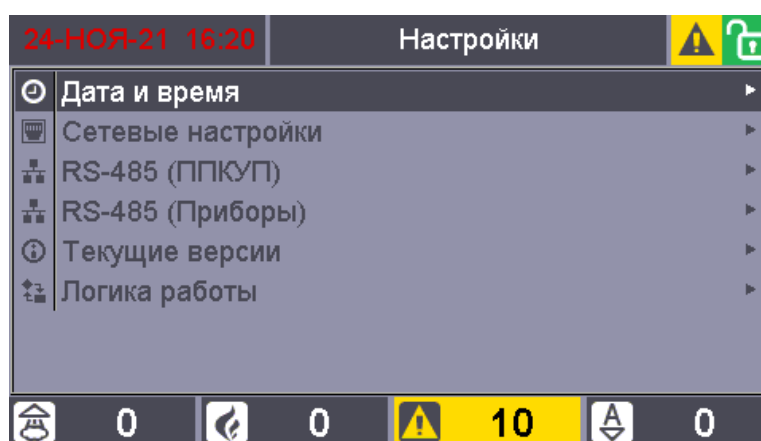 24-НОЯ-21 16:20 Настройки
Дата и время
Сетевые настройки
RS-485 (ППКУП)
RS-485 (Приборы)
Текущие версии
Логика работы
0 0 10 A 0